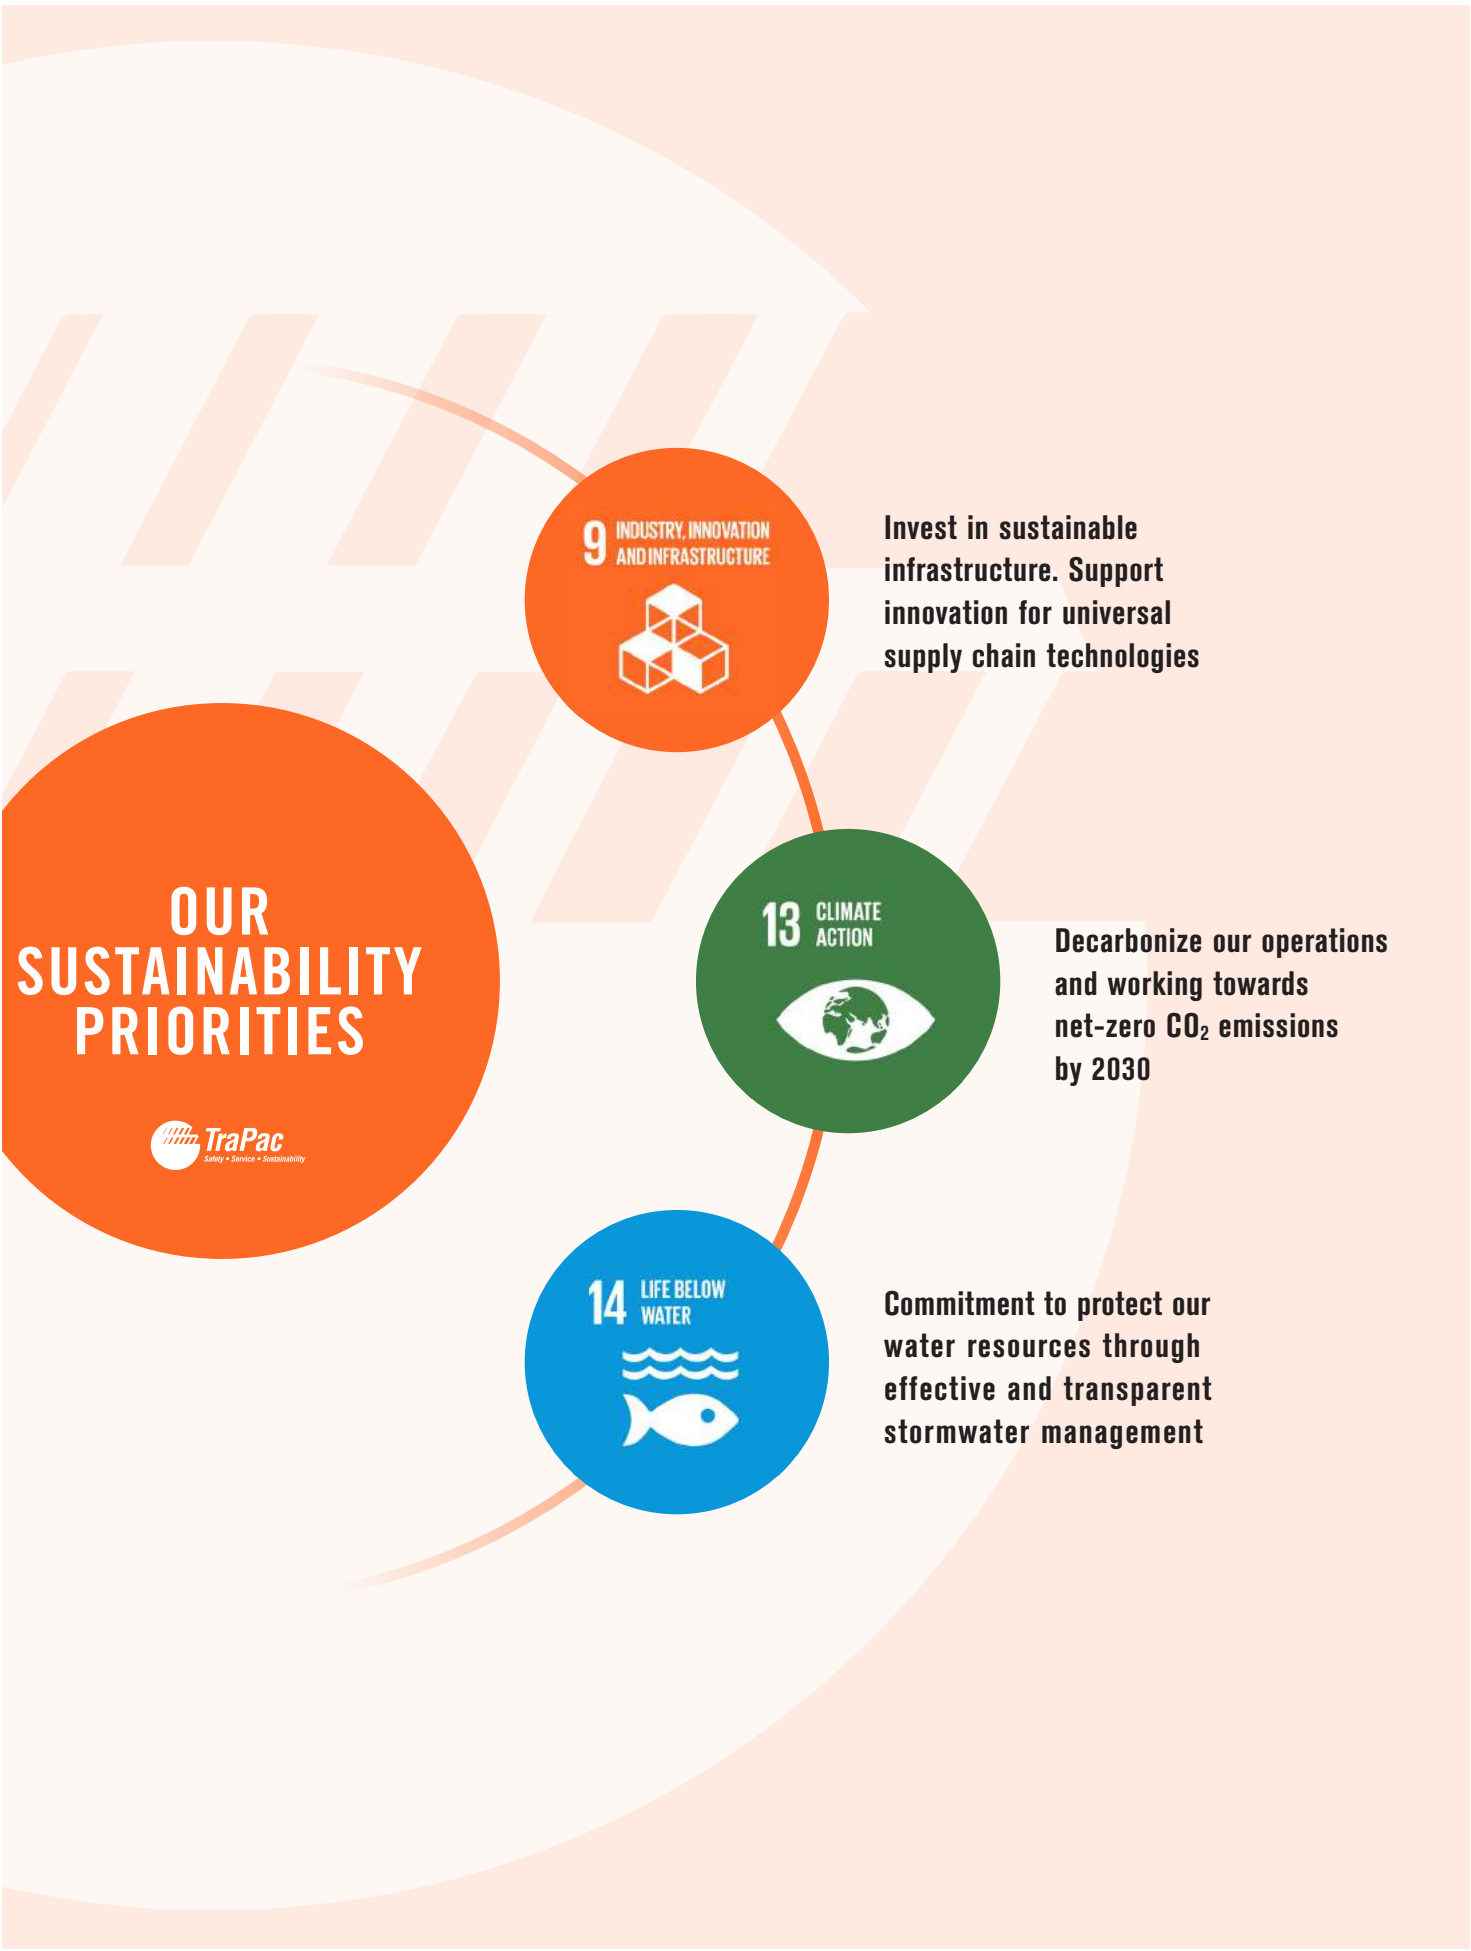 OUR
SUSTAINABILITY
PRIORITIES
TraPac
Safety • Service • Sustainability
9 INDUSTRY, INNOVATION
AND INFRASTRUCTURE
Invest in sustainable
infrastructure. Support
innovation for universal
supply chain technologies
13 CLIMATE
ACTION
Decarbonize our operations
and working towards
net-zero CO₂ emissions
by 2030
14 LIFE BELOW
WATER
Commitment to protect our
water resources through
effective and transparent
stormwater management